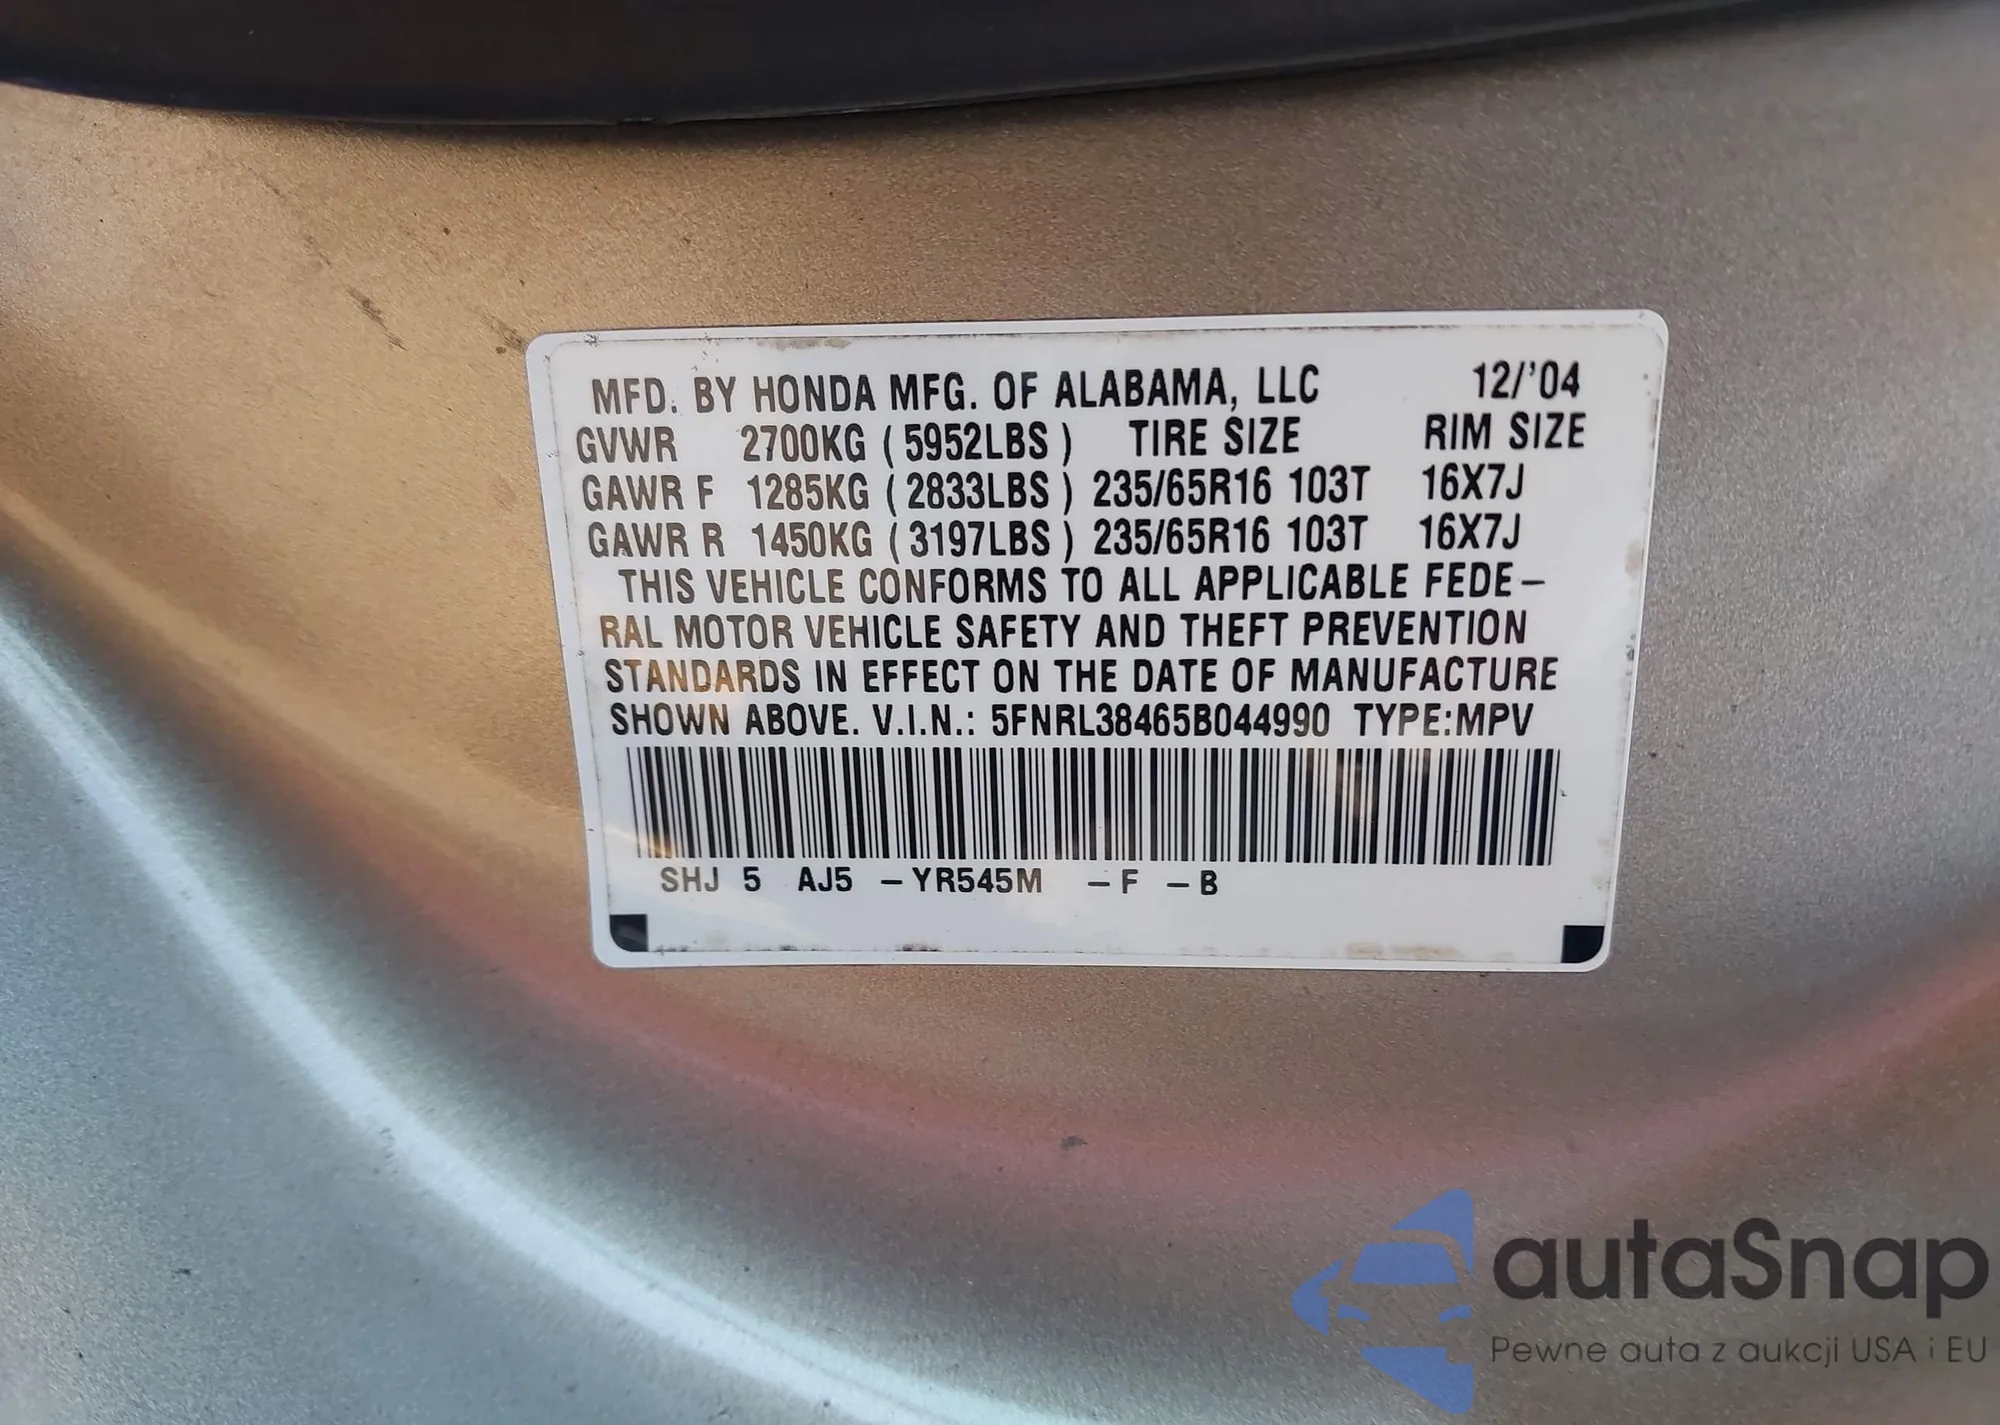 MFD. BY HONDA MFG. OF ALABAMA, LLC 12/'04
GVWR 2700KG ( 5952LBS ) TIRE SIZE RIM SIZE
GAWR F 1285KG ( 2833LBS ) 235/65R16 103T 16X7J
GAWR R 1450KG ( 3197LBS ) 235/65R16 103T 16X7J
THIS VEHICLE CONFORMS TO ALL APPLICABLE FEDE-
RAL MOTOR VEHICLE SAFETY AND THEFT PREVENTION
STANDARDS IN EFFECT ON THE DATE OF MANUFACTURE
SHOWN ABOVE. V.I.N.: 5FNRL38465B044990 TYPE:MPV
SHJ 5 AJ5 -YR545M -F -B
autaSnap
Pewne auta z aukcji USA i EU